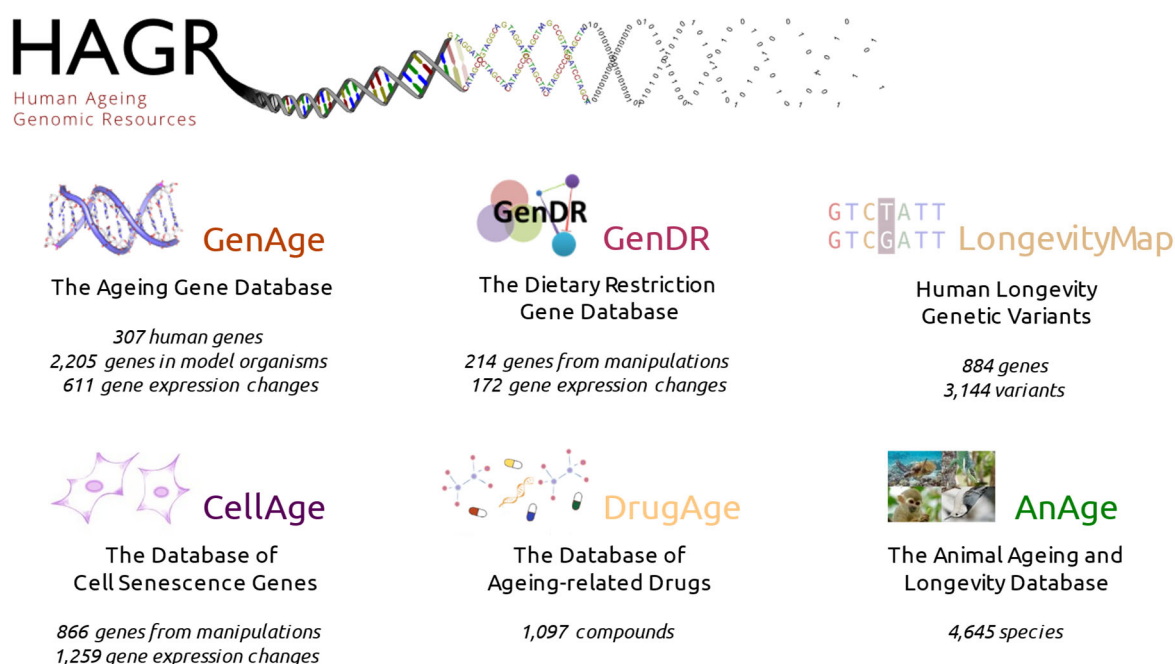 HAGR
Human Ageing
Genomic Resources
GenAge
The Ageing Gene Database
307 human genes
2,205 genes in model organisms
611 gene expression changes
GenDR
GenDR
The Dietary Restriction
Gene Database
214 genes from manipulations
172 gene expression changes
GTCTATT
GTCGATT
LongevityMap
Human Longevity
Genetic Variants
884 genes
3,144 variants
CellAge
The Database of
Cell Senescence Genes
866 genes from manipulations
1,259 gene expression changes
DrugAge
The Database of
Ageing-related Drugs
1,097 compounds
AnAge
The Animal Ageing and
Longevity Database
4,645 species